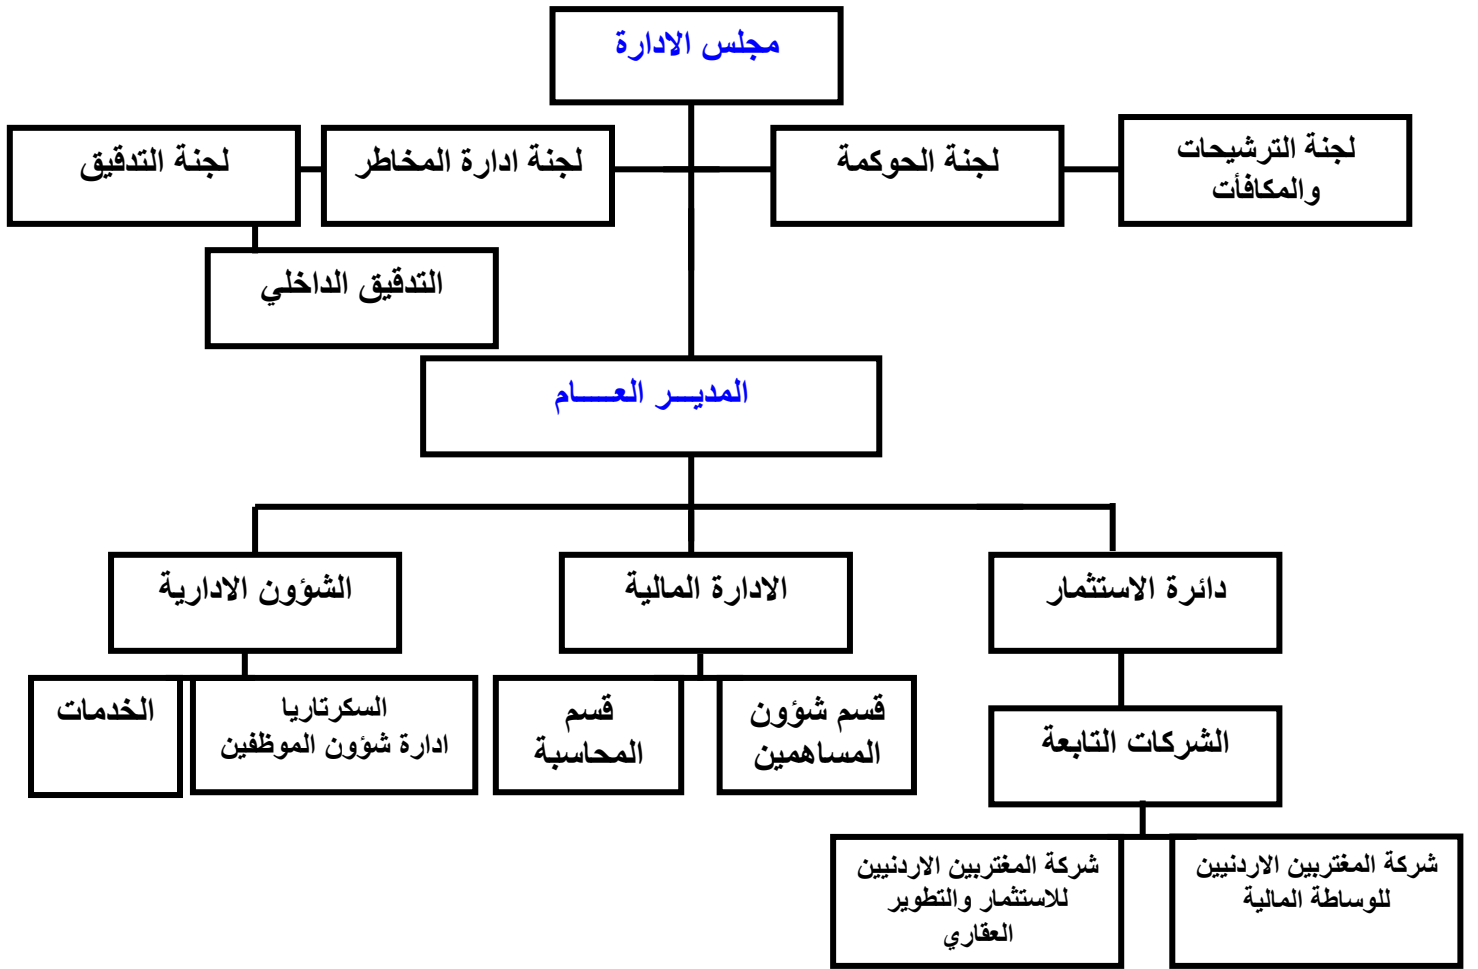 مجلس الادارة
لجنة الترشيحات
والمكافأت
لجنة الحوكمة
لجنة ادارة المخاطر
لجنة التدقيق
التدقيق الداخلي
المديـــر العـــــام
دائرة الاستثمار
الادارة المالية
الشؤون الادارية
قسم شؤون
المساهمين
قسم
المحاسبة
السكرتاريا
ادارة شؤون الموظفين
الخدمات
الشركات التابعة
شركة المغتربين الاردنيين
للوساطة المالية
شركة المغتربين الاردنيين
للاستثمار والتطوير
العقاري